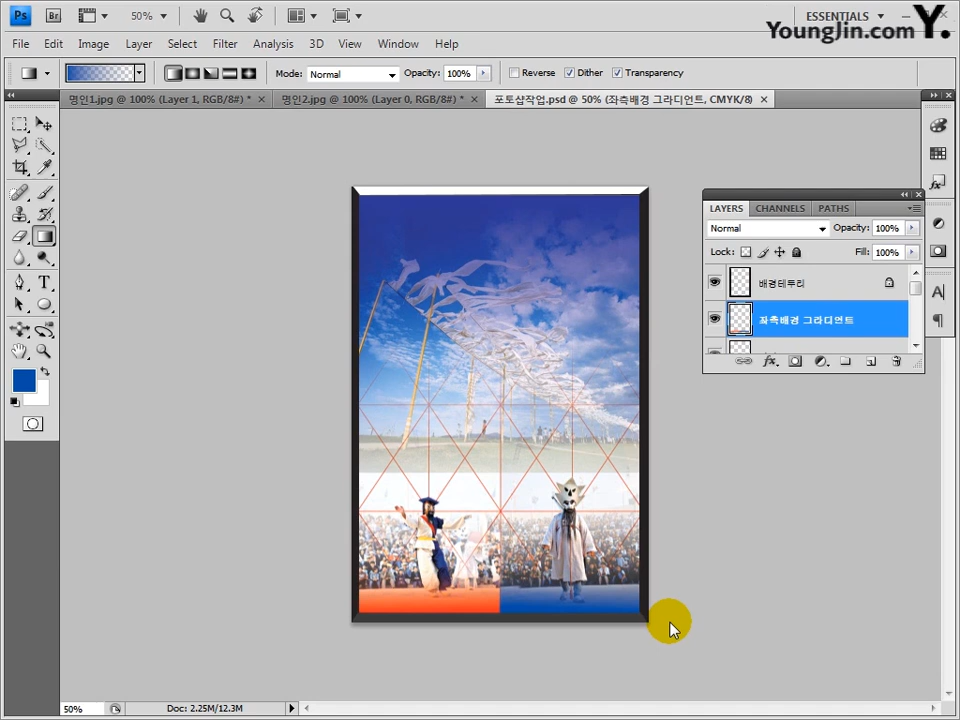 Ps Br 50% ESSENTIALS
YoungJin.com Y.
File Edit Image Layer Select Filter Analysis 3D View Window Help
Mode: Normal Opacity: 100% Reverse Dither Transparency
명인1.jpg @ 100% (Layer 1, RGB/8#) * × 명인2.jpg @ 100% (Layer 0, RGB/8#) * × 포토샵작업.psd @ 50% (좌측배경 그라디언트, CMYK/8) ×
LAYERS CHANNELS PATHS
Normal Opacity: 100%
Lock: Fill: 100%
배경테두리
좌측배경 그라디언트
50% Doc: 2.25M/12.3M